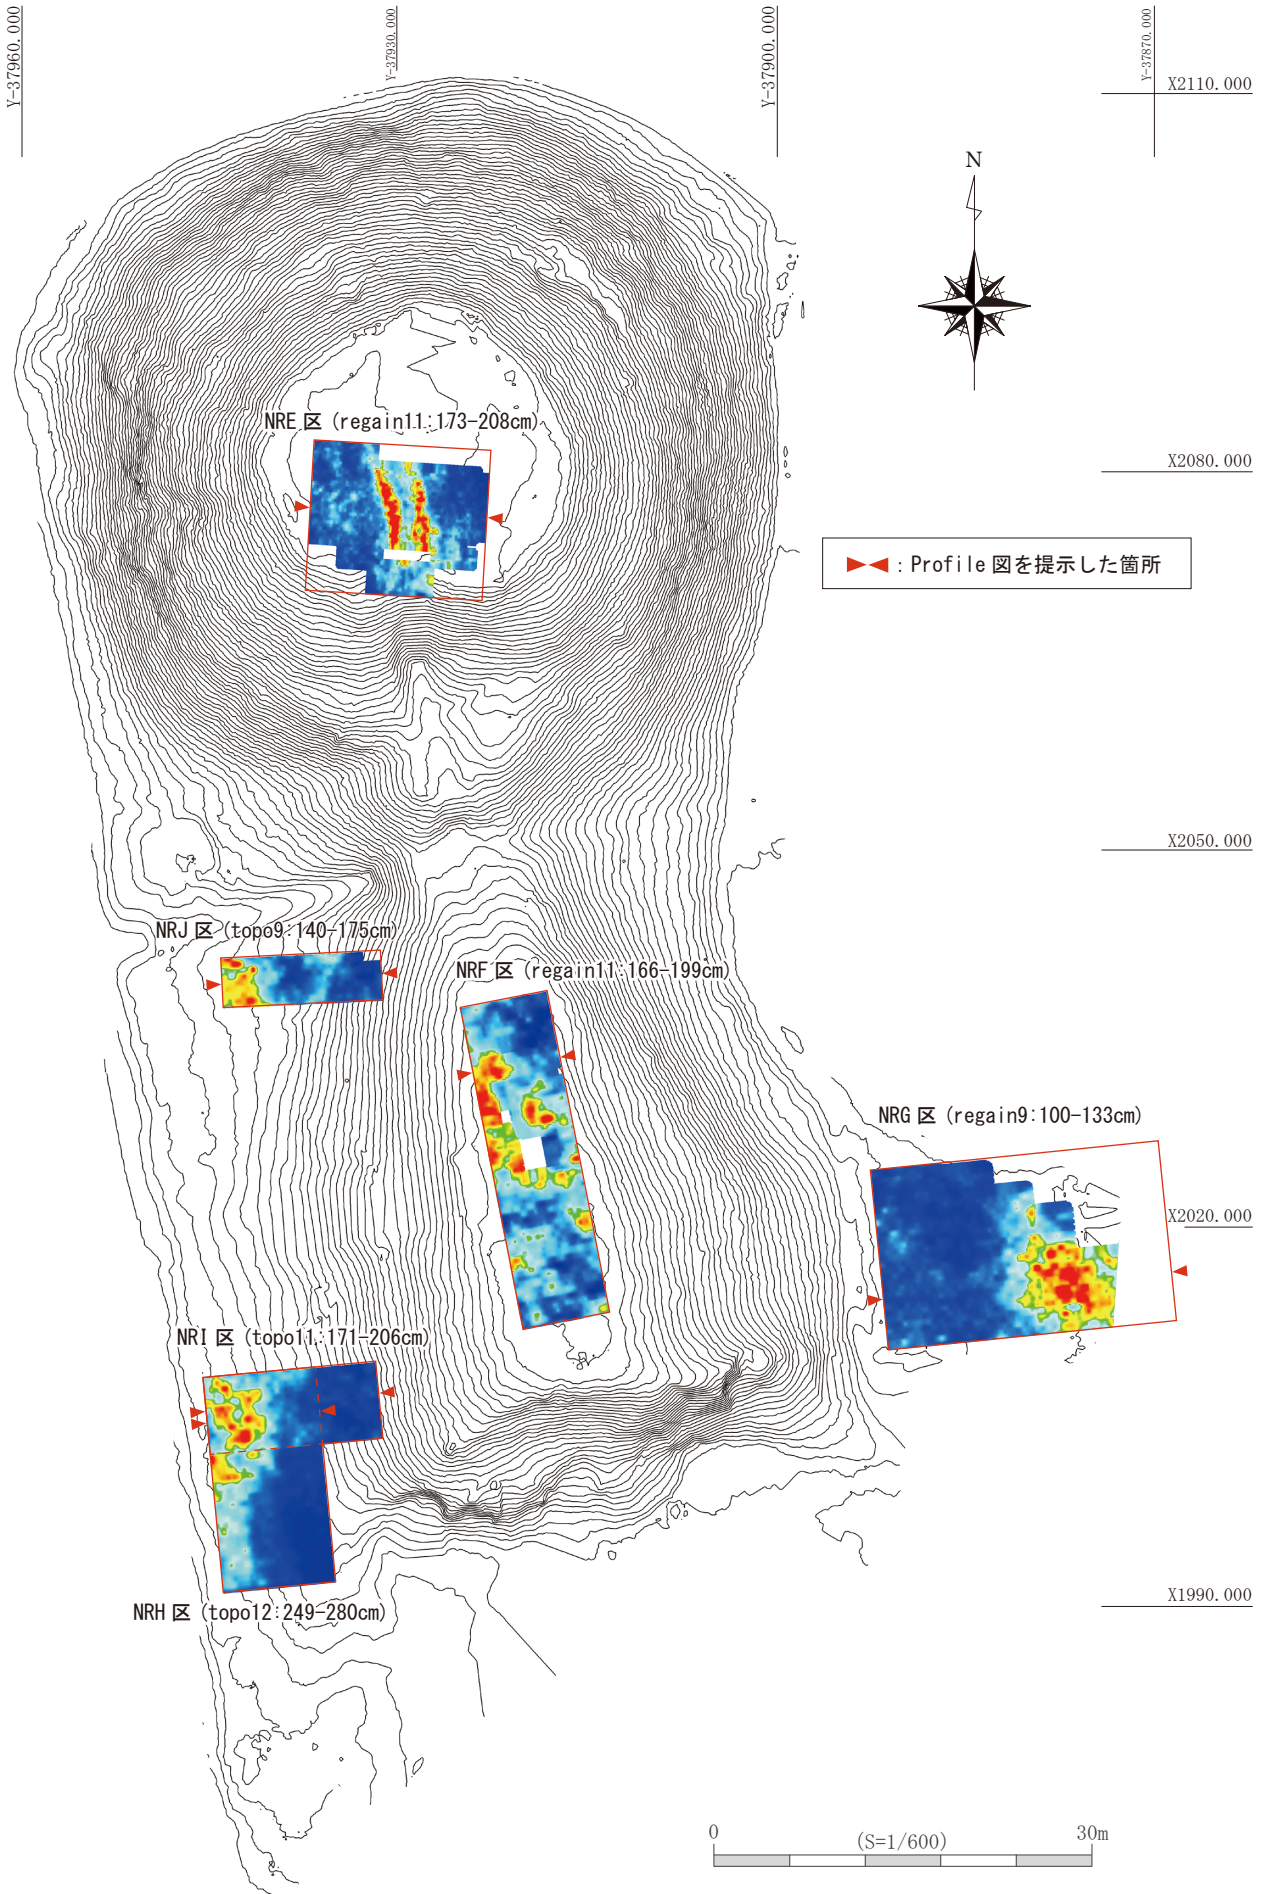 Y-37960.000
Y-37930.000
Y-37900.000
Y-37870.000
X2110.000
N
NRE 区 (regain11:173-208cm)
X2080.000
: Profile 図を提示した箇所
X2050.000
NRJ 区 (topo9:140-175cm)
NRF 区 (regain11:166-199cm)
NRG 区 (regain9:100-133cm)
X2020.000
NRI 区 (topo11:171-206cm)
X1990.000
NRH 区 (topo12:249-280cm)
0
(S=1/600)
30m